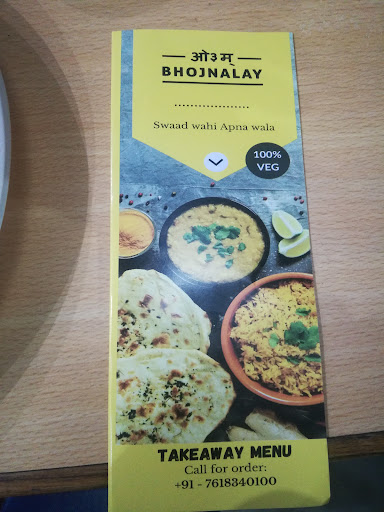 ओ३म्
BHOJNALAY
Swaad wahi Apna wala
100%
VEG
TAKEAWAY MENU
Call for order:
+91 - 7618340100